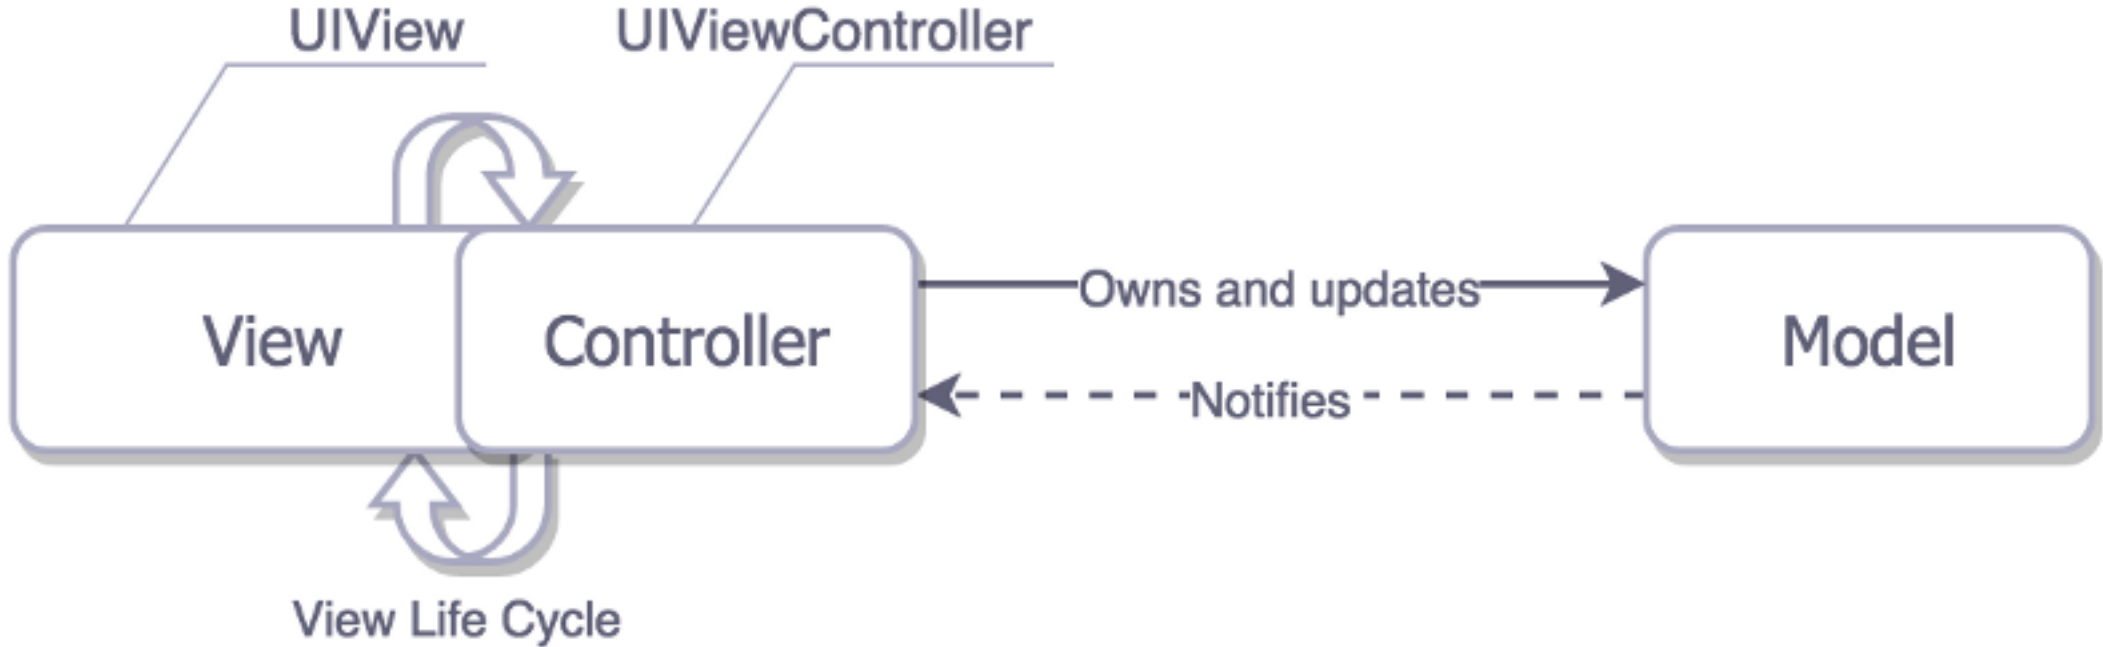 UIView
UIViewController
View
Controller
Owns and updates
Notifies
Model
View Life Cycle